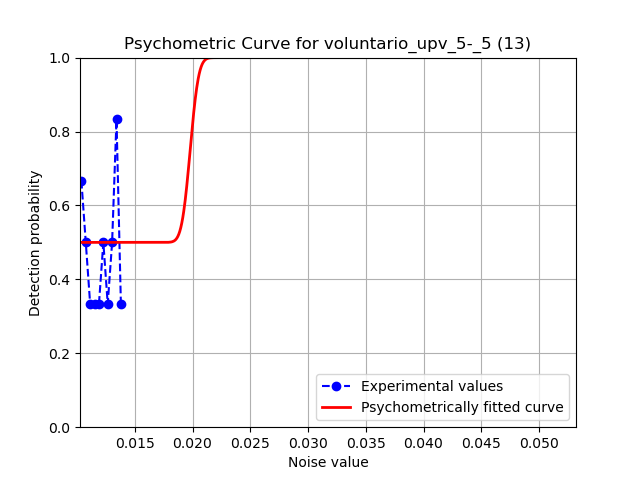 Psychometric Curve for voluntario_upv_5-_5 (13)
1.0
0.8
0.6
0.4
0.2
0.0
Detection probability
0.015 0.020 0.025 0.030 0.035 0.040 0.045 0.050
Noise value
Experimental values
Psychometrically fitted curve